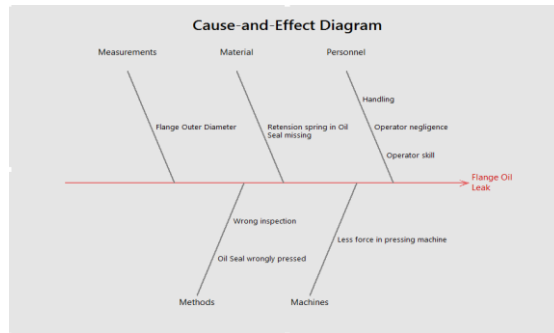 Cause-and-Effect Diagram
Measurements
Material
Personnel
Handling
Flange Outer Diameter
Retension spring in Oil
Seal missing
Operator negligence
Operator skill
Flange Oil
Leak
Wrong inspection
Less force in pressing machine
Oil Seal wrongly pressed
Methods
Machines